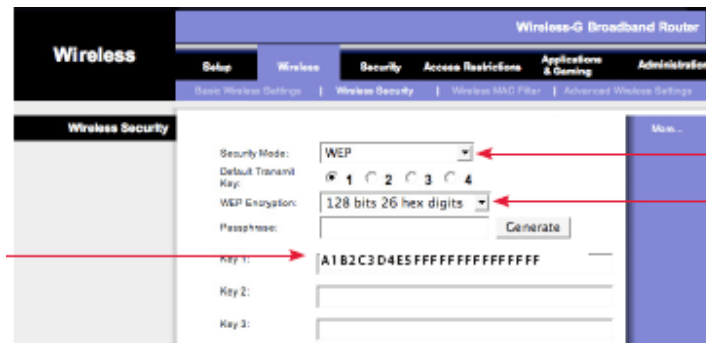 Wireless-G Broadband Router
Wireless
Setup Wireless Security Access Restrictions Applications & Gaming Administration
Basic Wireless Settings | Wireless Security | Wireless MAC Filter | Advanced Wireless Settings
Wireless Security
More...
Security Mode: WEP
Default Transmit Key: 1 2 3 4
WEP Encryption: 128 bits 26 hex digits
Passphrase: Generate
Key 1: A1B2C3D4E5FFFFFFFFFFFFFFFF
Key 2:
Key 3: